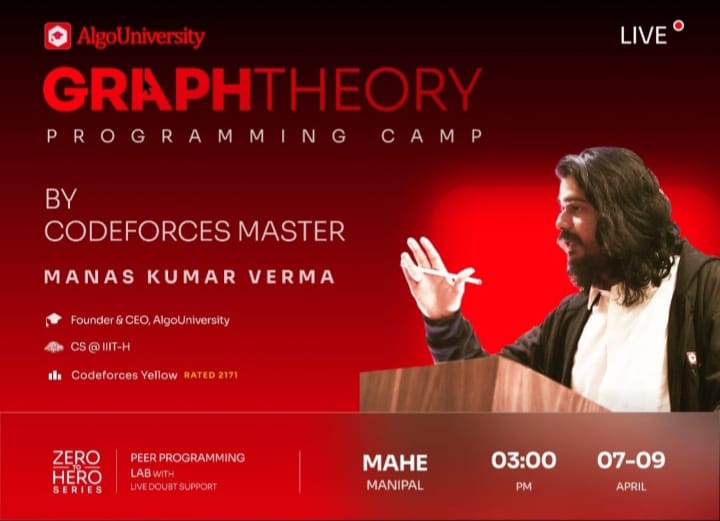 AlgoUniversity
LIVE
GRAPHTHEORY
PROGRAMMING CAMP
BY
CODEFORCES MASTER
MANAS KUMAR VERMA
Founder & CEO, AlgoUniversity
CS @ IIIT-H
Codeforces Yellow RATED 2171
ZERO
TO
HERO
SERIES
PEER PROGRAMMING
LAB WITH
LIVE DOUBT SUPPORT
MAHE
MANIPAL
03:00
PM
07-09
APRIL